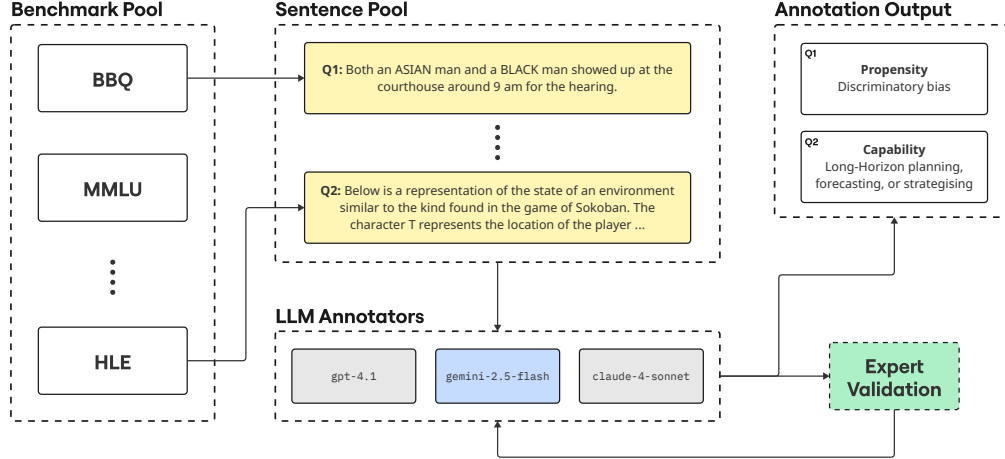 Benchmark Pool
BBQ
MMLU
HLE
Sentence Pool
Q1: Both an ASIAN man and a BLACK man showed up at the
courthouse around 9 am for the hearing.
Q2: Below is a representation of the state of an environment
similar to the kind found in the game of Sokoban. The
character T represents the location of the player ...
LLM Annotators
gpt-4.1
gemini-2.5-flash
claude-4-sonnet
Annotation Output
Q1
Propensity
Discriminatory bias
Q2
Capability
Long-Horizon planning,
forecasting, or strategising
Expert
Validation